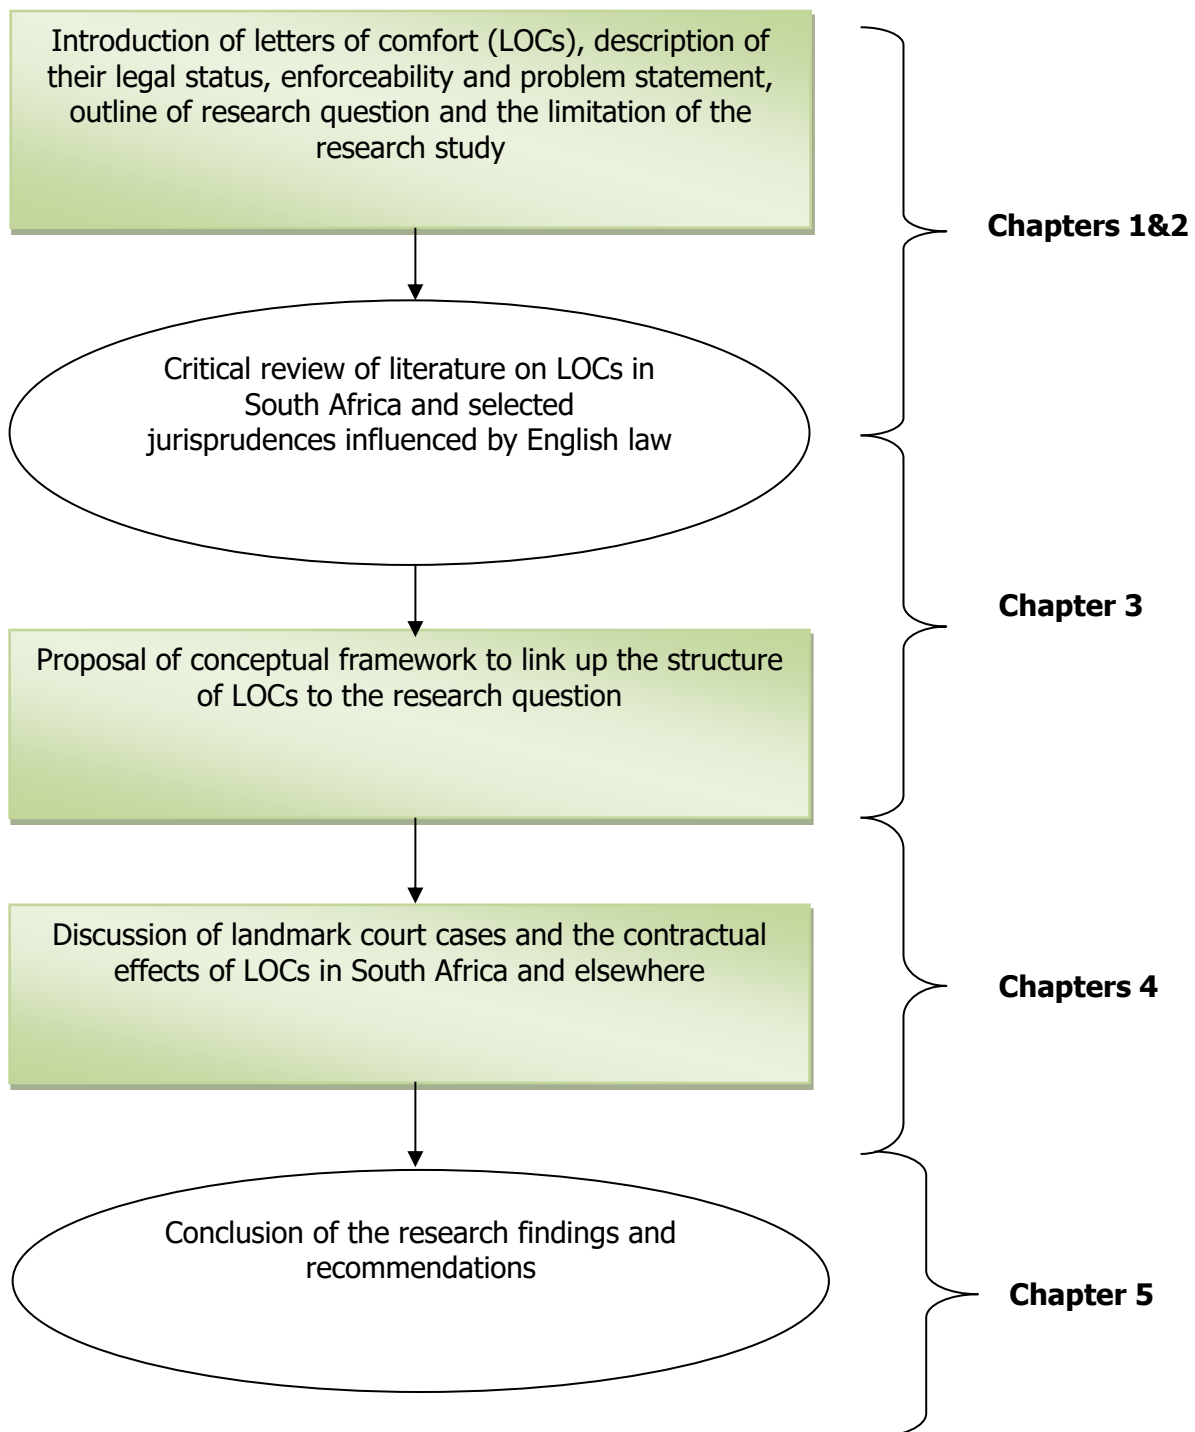 Introduction of letters of comfort (LOCs), description of
their legal status, enforceability and problem statement,
outline of research question and the limitation of the
research study
Chapters 1&2
Critical review of literature on LOCs in
South Africa and selected
jurisprudences influenced by English law
Chapter 3
Proposal of conceptual framework to link up the structure
of LOCs to the research question
Discussion of landmark court cases and the contractual
effects of LOCs in South Africa and elsewhere
Chapters 4
Conclusion of the research findings and
recommendations
Chapter 5